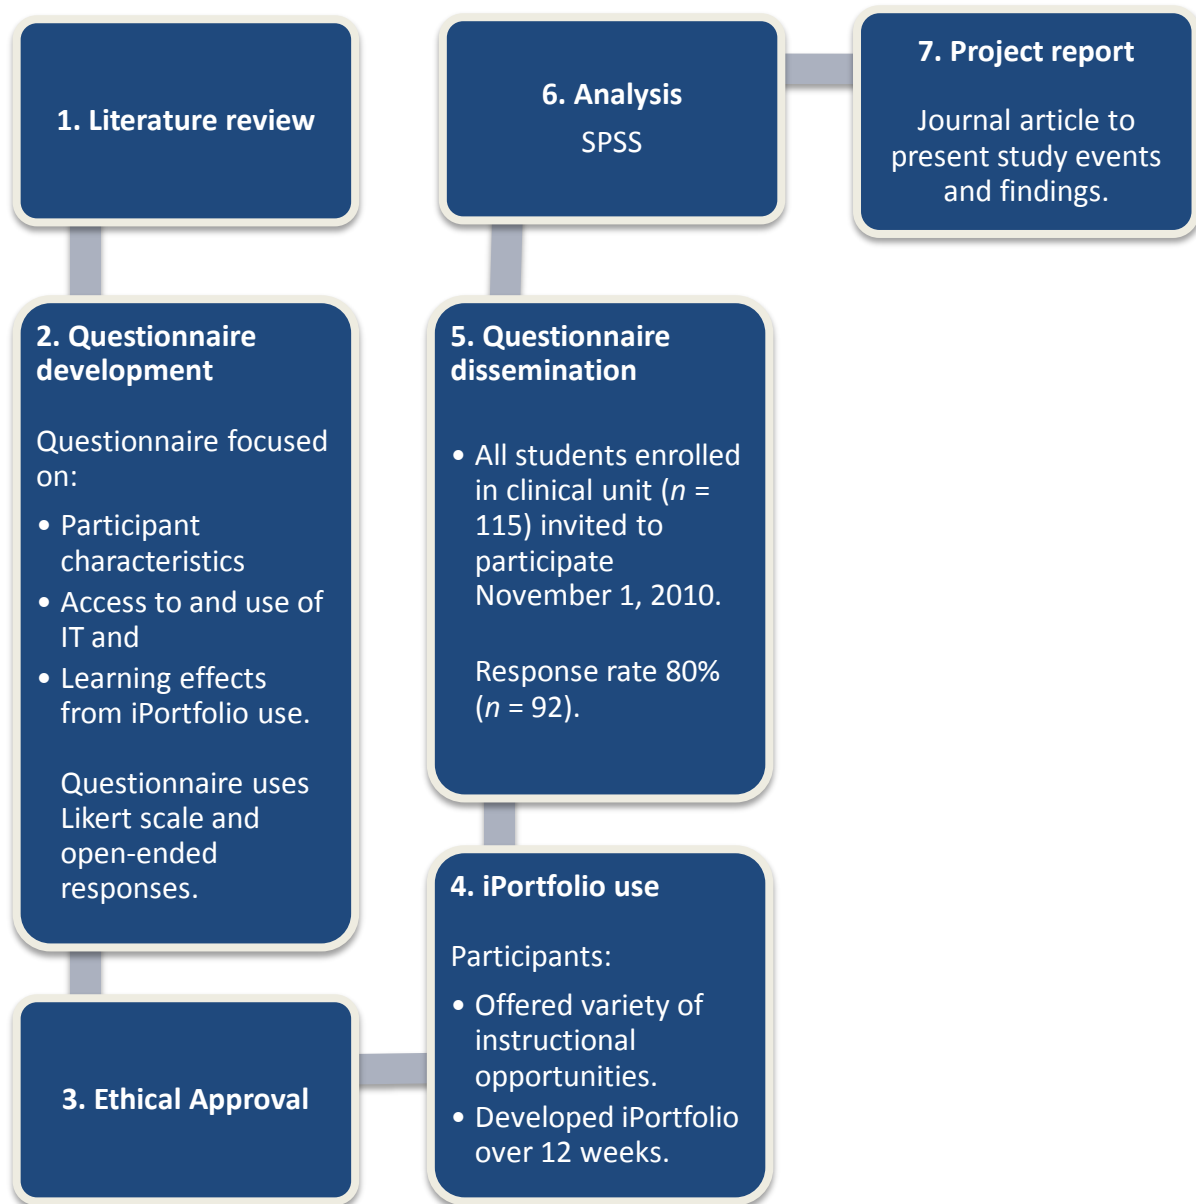 1. Literature review
2. Questionnaire
development
Questionnaire focused
on:
• Participant
characteristics
• Access to and use of
IT and
• Learning effects
from iPortfolio use.
Questionnaire uses
Likert scale and
open-ended
responses.
3. Ethical Approval
4. iPortfolio use
Participants:
• Offered variety of
instructional
opportunities.
• Developed iPortfolio
over 12 weeks.
5. Questionnaire
dissemination
• All students enrolled
in clinical unit (n =
115) invited to
participate
November 1, 2010.
Response rate 80%
(n = 92).
6. Analysis
SPSS
7. Project report
Journal article to
present study events
and findings.